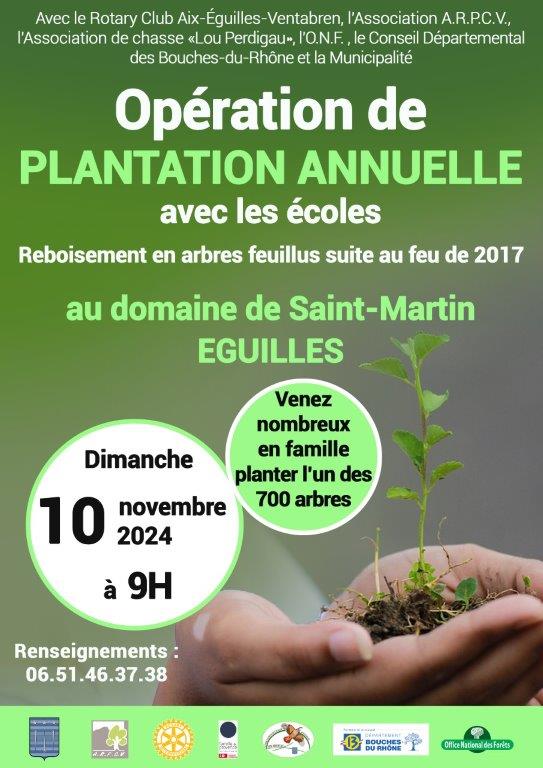 Avec le Rotary Club Aix-Éguilles-Ventabren, l'Association A.R.P.C.V.,
l'Association de chasse «Lou Perdigau», l'O.N.F. , le Conseil Départemental
des Bouches-du-Rhône et la Municipalité
Opération de
PLANTATION ANNUELLE
avec les écoles
Reboisement en arbres feuillus suite au feu de 2017
au domaine de Saint-Martin
EGUILLES
Venez
nombreux
en famille
planter l'un des
700 arbres
Dimanche
10 novembre
2024
à 9H
Renseignements :
06.51.46.37.38
A.R.P.C.V
DÉPARTEMENT
BOUCHES
DU RHÔNE
Office National des Forêts